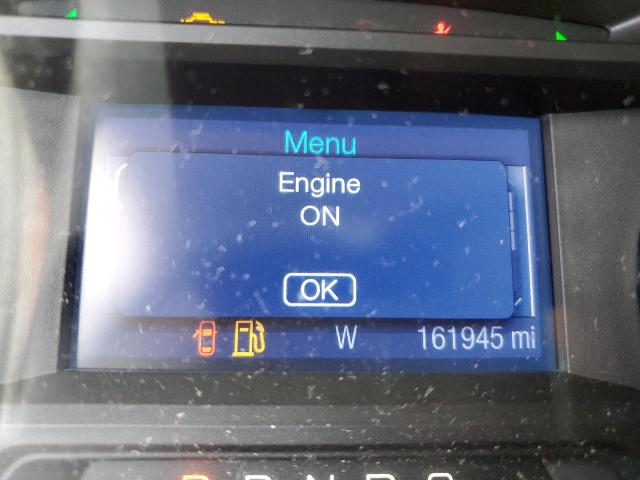 Menu
Engine
ON
OK
W 161945 mi
P R N D S